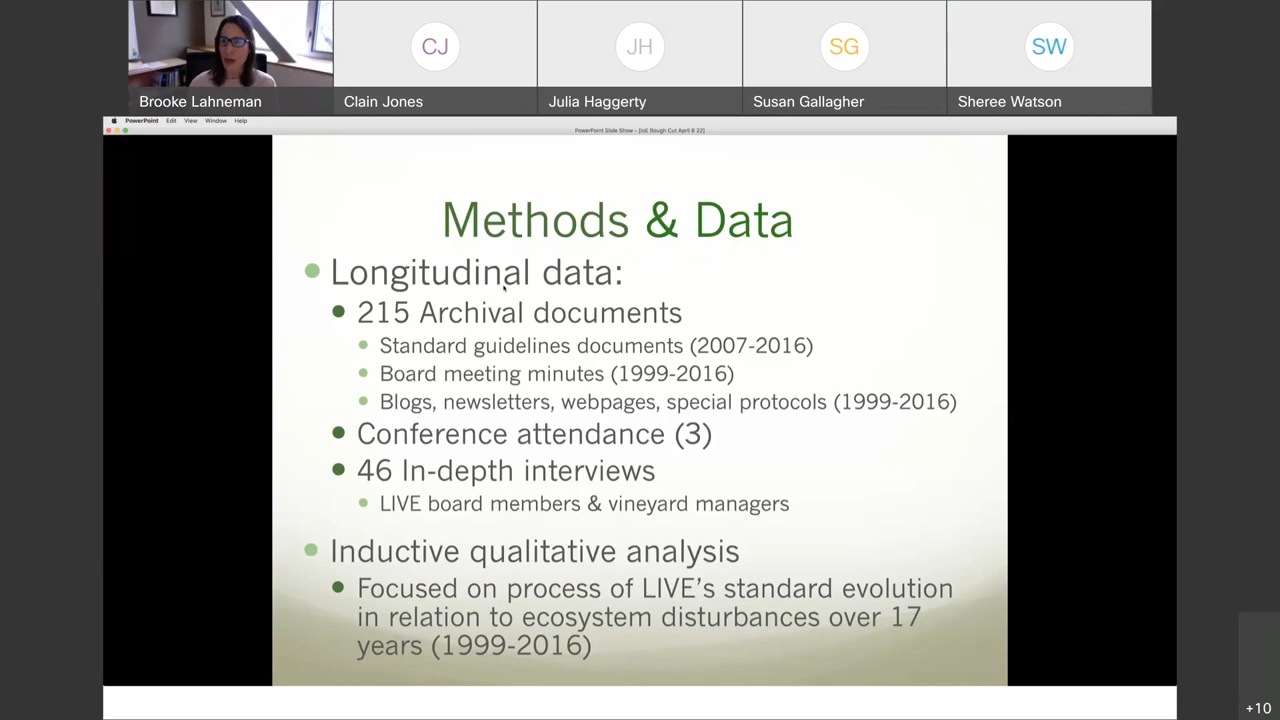 CJ
JH
SG
SW
Brooke Lahneman
Clain Jones
Julia Haggerty
Susan Gallagher
Sheree Watson
PowerPoint Edit View Window Help
PowerPoint Slide Show - [IoE Rough Cut April 6 22]
Methods & Data
Longitudinal data:
215 Archival documents
Standard guidelines documents (2007-2016)
Board meeting minutes (1999-2016)
Blogs, newsletters, webpages, special protocols (1999-2016)
Conference attendance (3)
46 In-depth interviews
LIVE board members & vineyard managers
Inductive qualitative analysis
Focused on process of LIVE’s standard evolution
in relation to ecosystem disturbances over 17
years (1999-2016)
+10